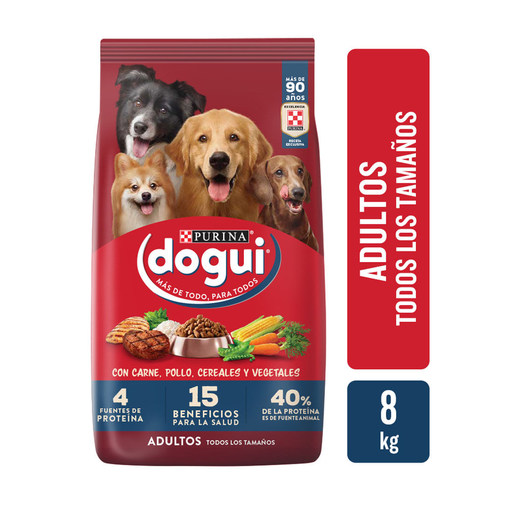 MÁS DE
90
años
EXCELENCIA
PURINA
PURINA
dogui
MÁS DE TODO, PARA TODOS
CON CARNE, POLLO, CEREALES Y VEGETALES
4
FUENTES DE
PROTEÍNA
15
BENEFICIOS
PARA LA SALUD
40%
DE LA PROTEÍNA
ES DE FUENTE ANIMAL
ADULTOS TODOS LOS TAMAÑOS
ADULTOS
TODOS LOS TAMAÑOS
8
kg